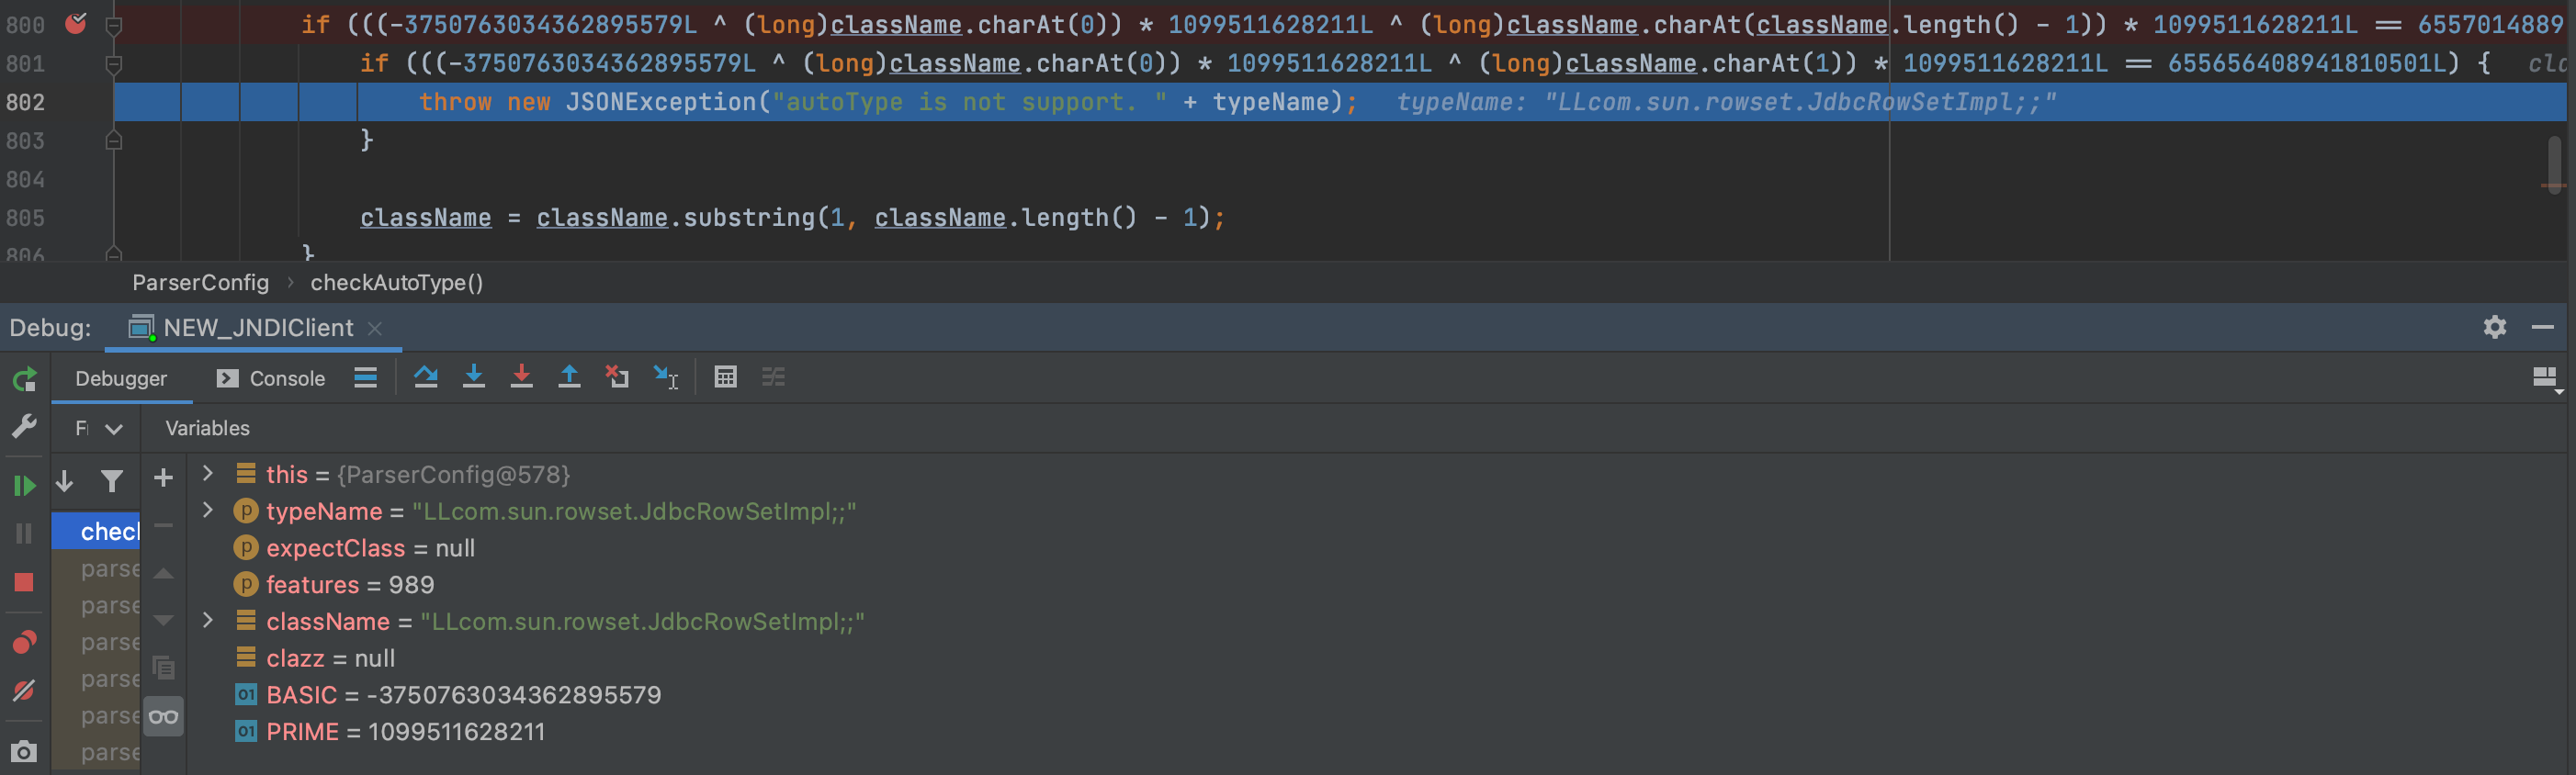 800 if (((-3750763034362895579L ^ (long)className.charAt(0)) * 1099511628211L ^ (long)className.charAt(className.length() - 1)) * 1099511628211L == 6557014889
801 if (((-3750763034362895579L ^ (long)className.charAt(0)) * 1099511628211L ^ (long)className.charAt(1)) * 1099511628211L == 655656408941810501L) { cla
802 throw new JSONException("autoType is not support. " + typeName); typeName: "LLcom.sun.rowset.JdbcRowSetImpl;;"
803 }
804
805 className = className.substring(1, className.length() - 1);
806 }
ParserConfig › checkAutoType()
Debug: NEW_JNDIClient
Debugger Console
F Variables
this = {ParserConfig@578}
typeName = "LLcom.sun.rowset.JdbcRowSetImpl;;"
check expectClass = null
parse features = 989
parse className = "LLcom.sun.rowset.JdbcRowSetImpl;;"
parse clazz = null
parse BASIC = -3750763034362895579
parse PRIME = 1099511628211
parse